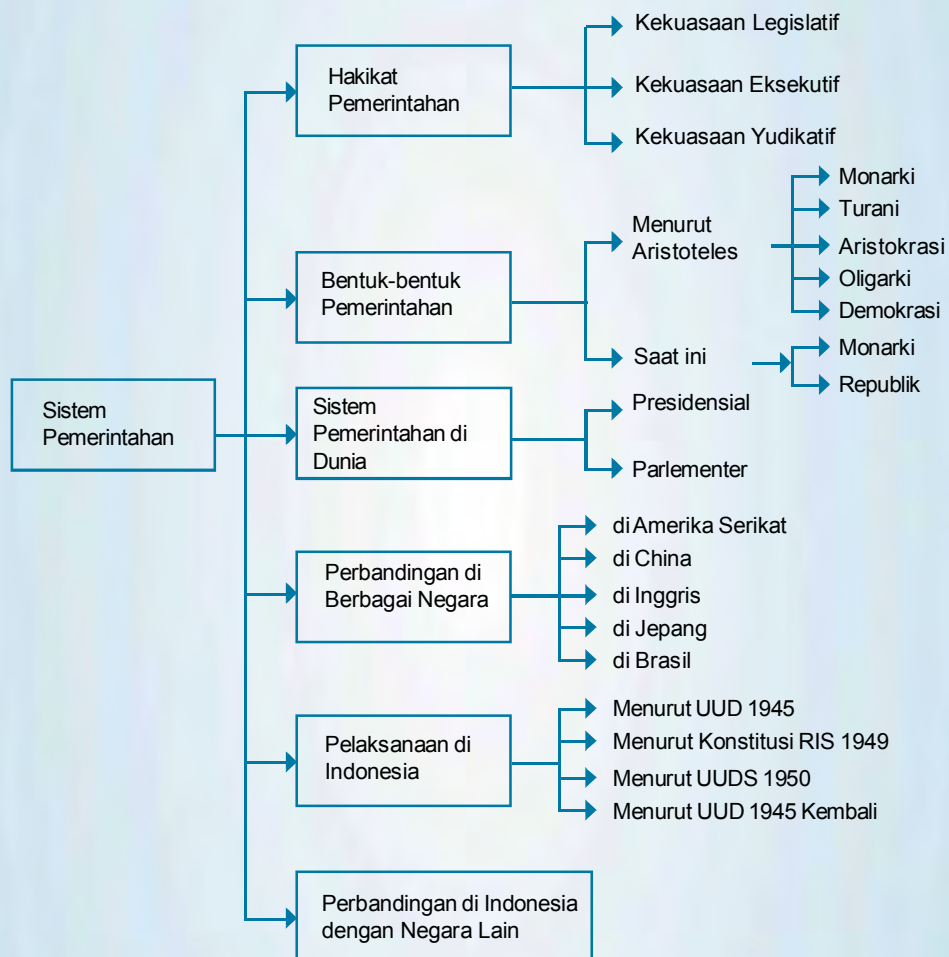 Sistem
Pemerintahan
Hakikat
Pemerintahan
Kekuasaan Legislatif
Kekuasaan Eksekutif
Kekuasaan Yudikatif
Bentuk-bentuk
Pemerintahan
Menurut
Aristoteles
Monarki
Turani
Aristokrasi
Oligarki
Demokrasi
Saat ini
Monarki
Republik
Sistem
Pemerintahan di
Dunia
Presidensial
Parlementer
Perbandingan di
Berbagai Negara
di Amerika Serikat
di China
di Inggris
di Jepang
di Brasil
Pelaksanaan di
Indonesia
Menurut UUD 1945
Menurut Konstitusi RIS 1949
Menurut UUDS 1950
Menurut UUD 1945 Kembali
Perbandingan di Indonesia
dengan Negara Lain